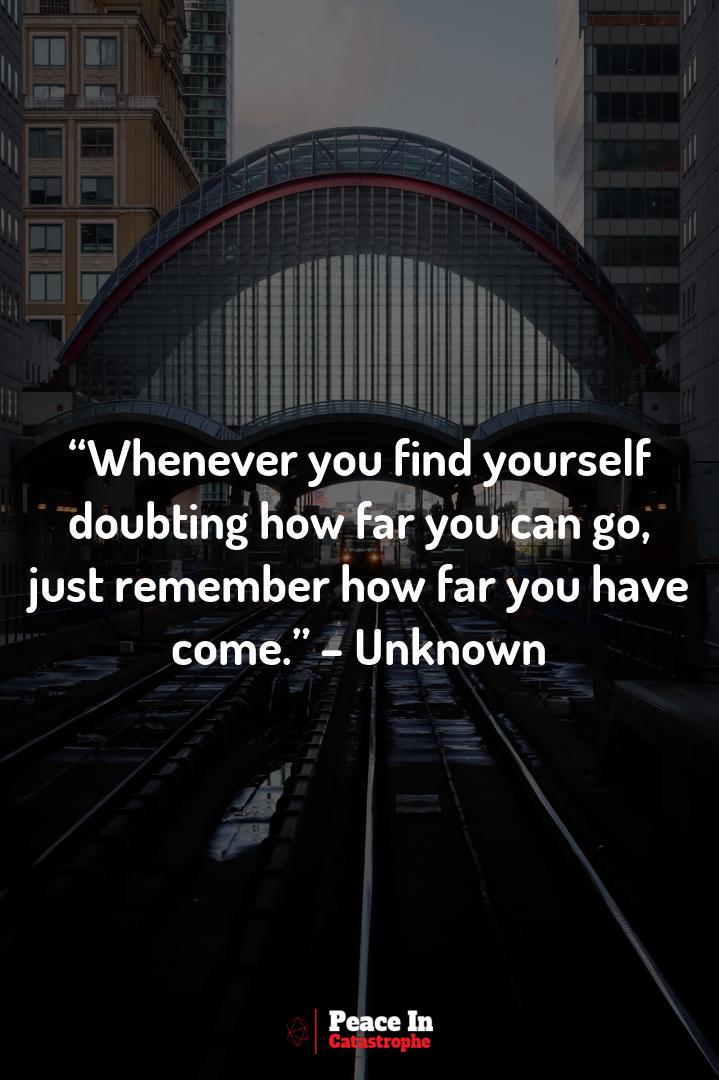 “Whenever you find yourself
doubting how far you can go,
just remember how far you have
come.” – Unknown
Peace In
Catastrophe